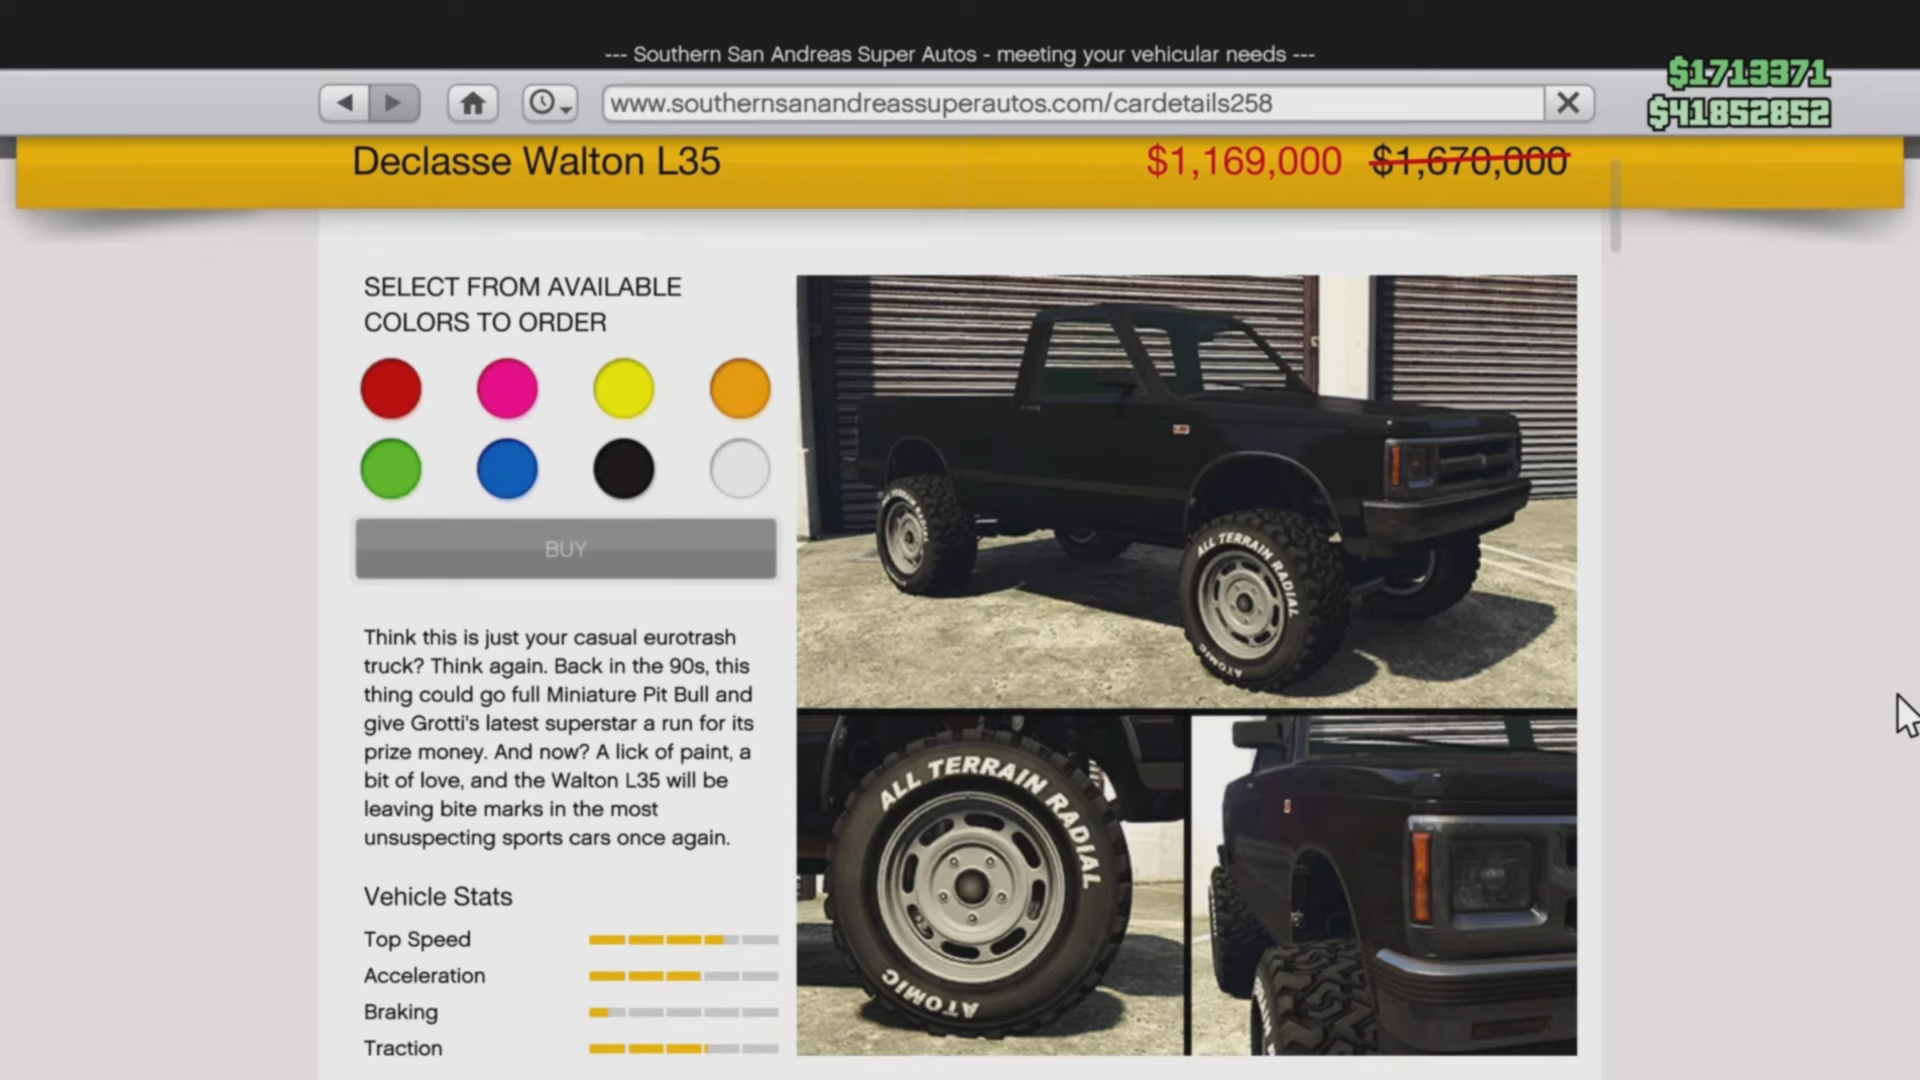 --- Southern San Andreas Super Autos - meeting your vehicular needs ---
$1713371
www.southernsanandreassuperautos.com/cardetails258
$41852852
Declasse Walton L35
$1,169,000 $1,670,000
SELECT FROM AVAILABLE
COLORS TO ORDER
BUY
Think this is just your casual eurotrash
truck? Think again. Back in the 90s, this
thing could go full Miniature Pit Bull and
give Grotti's latest superstar a run for its
prize money. And now? A lick of paint, a
bit of love, and the Walton L35 will be
leaving bite marks in the most
unsuspecting sports cars once again.
Vehicle Stats
Top Speed
Acceleration
Braking
Traction
ALL TERRAIN RADIAL
ATOMIC
ALL TERRAIN RADIAL
ATOMIC